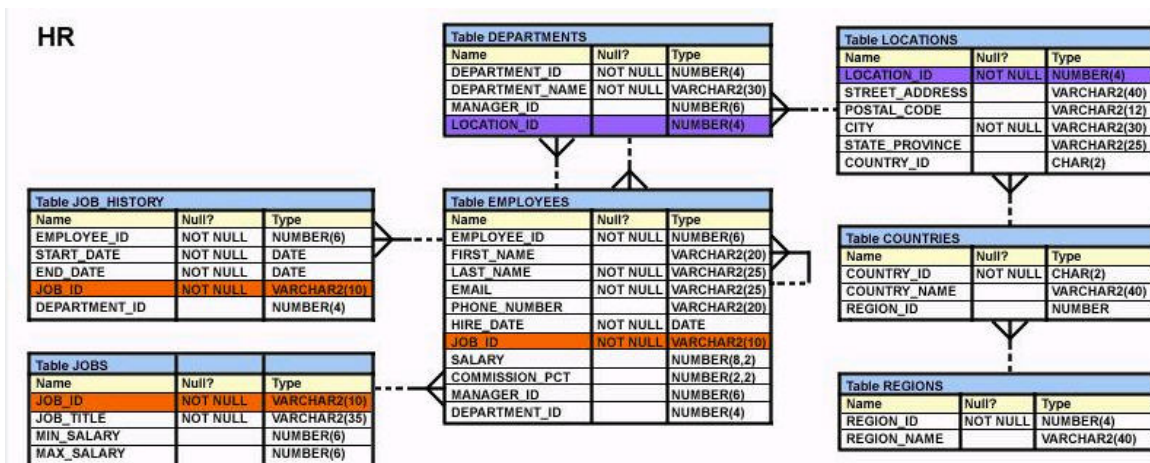 HR
Table DEPARTMENTS
Name Null? Type
DEPARTMENT_ID NOT NULL NUMBER(4)
DEPARTMENT_NAME NOT NULL VARCHAR2(30)
MANAGER_ID NUMBER(6)
LOCATION_ID NUMBER(4)
Table LOCATIONS
Name Null? Type
LOCATION_ID NOT NULL NUMBER(4)
STREET_ADDRESS VARCHAR2(40)
POSTAL_CODE VARCHAR2(12)
CITY NOT NULL VARCHAR2(30)
STATE_PROVINCE VARCHAR2(25)
COUNTRY_ID CHAR(2)
Table JOB_HISTORY
Name Null? Type
EMPLOYEE_ID NOT NULL NUMBER(6)
START_DATE NOT NULL DATE
END_DATE NOT NULL DATE
JOB_ID NOT NULL VARCHAR2(10)
DEPARTMENT_ID NUMBER(4)
Table EMPLOYEES
Name Null? Type
EMPLOYEE_ID NOT NULL NUMBER(6)
FIRST_NAME VARCHAR2(20)
LAST_NAME NOT NULL VARCHAR2(25)
EMAIL NOT NULL VARCHAR2(25)
PHONE_NUMBER VARCHAR2(20)
HIRE_DATE NOT NULL DATE
JOB_ID NOT NULL VARCHAR2(10)
SALARY NUMBER(8,2)
COMMISSION_PCT NUMBER(2,2)
MANAGER_ID NUMBER(6)
DEPARTMENT_ID NUMBER(4)
Table COUNTRIES
Name Null? Type
COUNTRY_ID NOT NULL CHAR(2)
COUNTRY_NAME VARCHAR2(40)
REGION_ID NUMBER
Table JOBS
Name Null? Type
JOB_ID NOT NULL VARCHAR2(10)
JOB_TITLE NOT NULL VARCHAR2(35)
MIN_SALARY NUMBER(6)
MAX_SALARY NUMBER(6)
Table REGIONS
Name Null? Type
REGION_ID NOT NULL NUMBER(4)
REGION_NAME VARCHAR2(40)